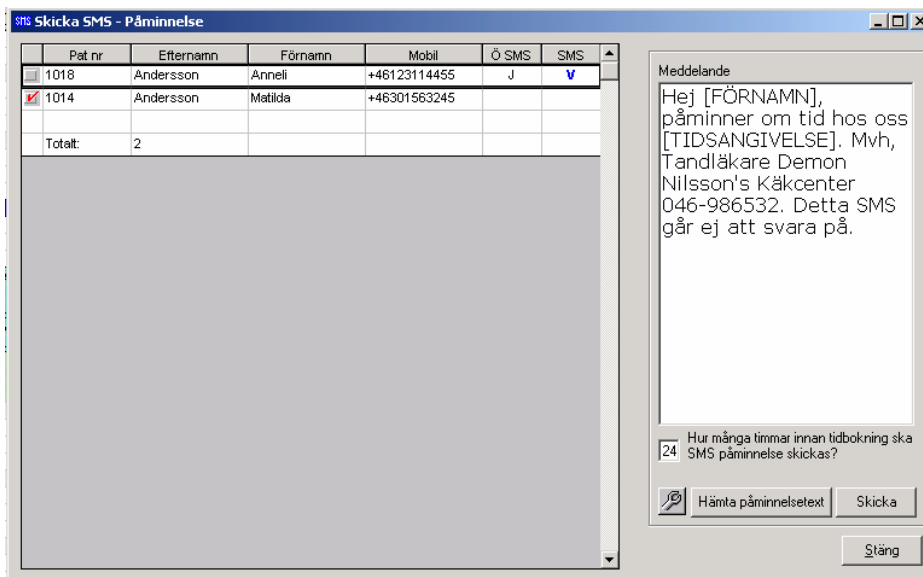 SMS Skicka SMS - Påminnelse
Pat nr Efternamn Förnamn Mobil Ö SMS SMS
1018 Andersson Anneli +46123114455 J V
1014 Andersson Matilda +46301563245
Totalt: 2
Meddelande
Hej [FÖRNAMN],
påminner om tid hos oss
[TIDSANGIVELSE]. Mvh,
Tandläkare Demon
Nilsson's Käkcenter
046-986532. Detta SMS
går ej att svara på.
24 Hur många timmar innan tidbokning ska
SMS påminnelse skickas?
Hämta påminnelsetext Skicka
Stäng